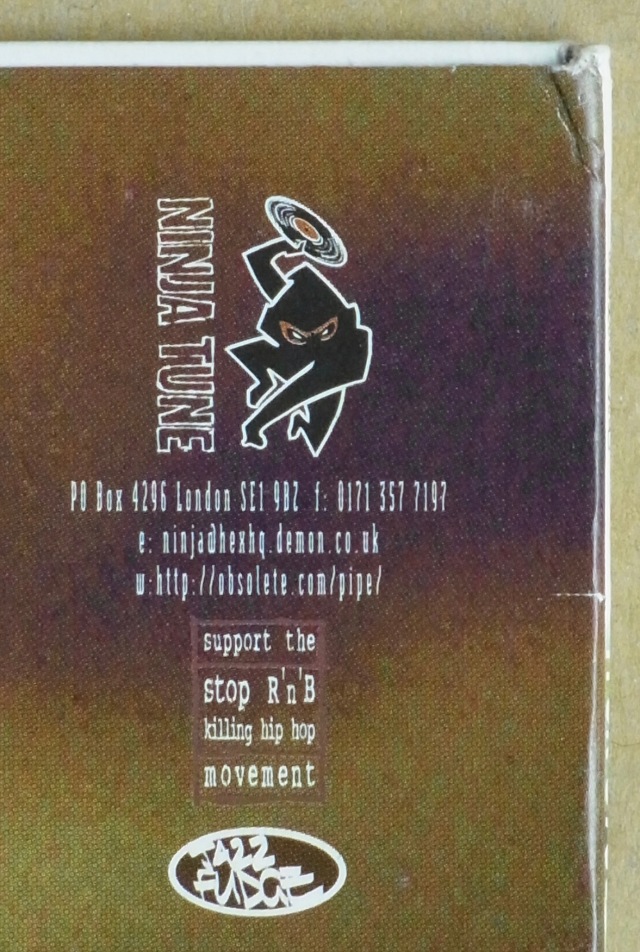 NINJA TUNE
PO Box 4296 London SE1 9BZ f: 0171 357 7197
e: ninja@hexhq.demon.co.uk
w:http://obsolete.com/pipe/
support the
stop R'n'B
killing hip hop
movement
JAZZ
FUDGE